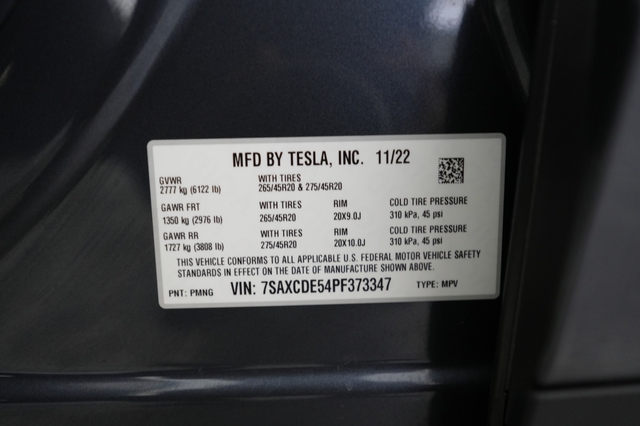 MFD BY TESLA, INC. 11/22
GVWR WITH TIRES
2777 kg (6122 lb) 265/45R20 & 275/45R20
GAWR FRT WITH TIRES RIM COLD TIRE PRESSURE
1350 kg (2976 lb) 265/45R20 20X9.0J 310 kPa, 45 psi
GAWR RR WITH TIRES RIM COLD TIRE PRESSURE
1727 kg (3808 lb) 275/45R20 20X10.0J 310 kPa, 45 psi
THIS VEHICLE CONFORMS TO ALL APPLICABLE U.S. FEDERAL MOTOR VEHICLE SAFETY
STANDARDS IN EFFECT ON THE DATE OF MANUFACTURE SHOWN ABOVE.
PNT: PMNG VIN: 7SAXCDE54PF373347 TYPE: MPV